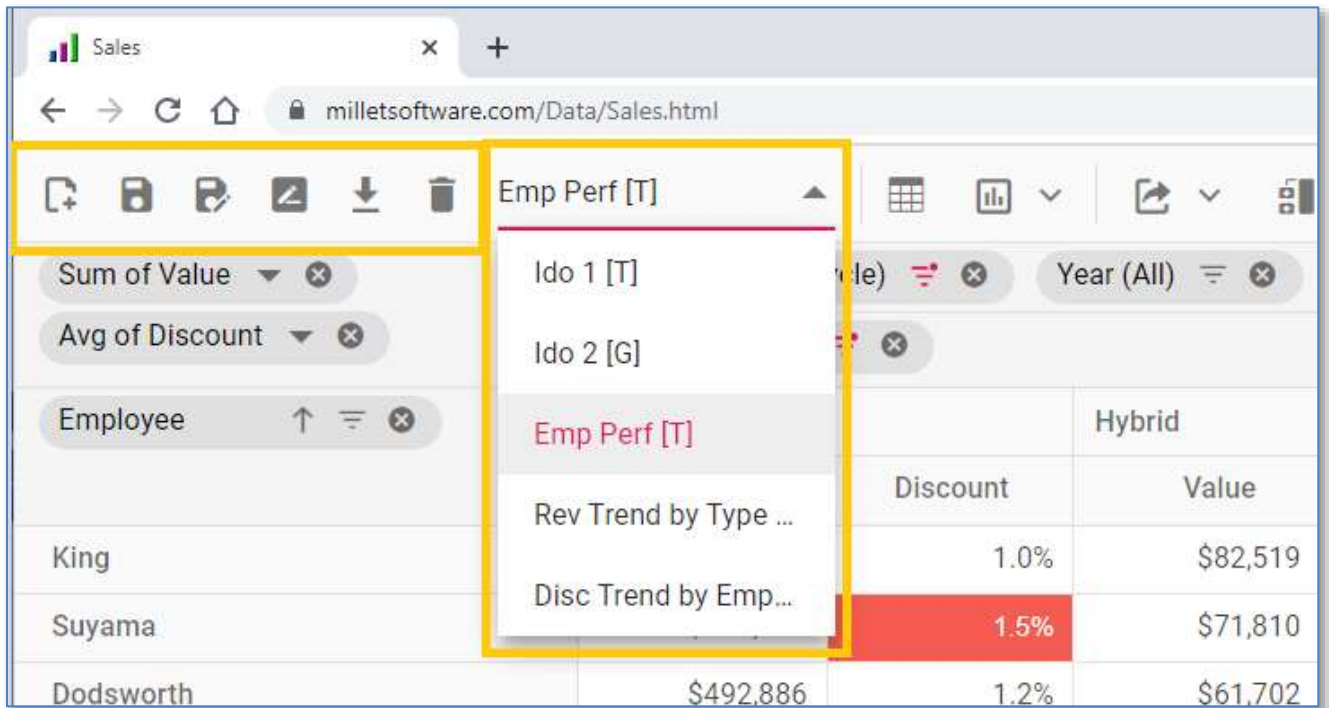 Sales
milletsoftware.com/Data/Sales.html
Emp Perf [T]
Sum of Value
Year (All)
Avg of Discount
Ido 1 [T]
Ido 2 [G]
Emp Perf [T]
Rev Trend by Type ...
Disc Trend by Emp...
Employee
Hybrid
Discount Value
King 1.0% $82,519
Suyama 1.5% $71,810
Dodsworth $492,886 1.2% $61,702